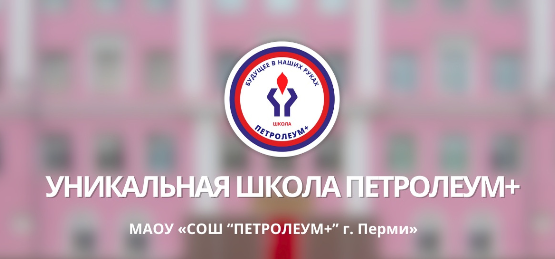 БУДУЩЕЕ В НАШИХ РУКАХ
ШКОЛА
ПЕТРОЛЕУМ+
УНИКАЛЬНАЯ ШКОЛА ПЕТРОЛЕУМ+
МАОУ «СОШ “ПЕТРОЛЕУМ+” г. Перми»